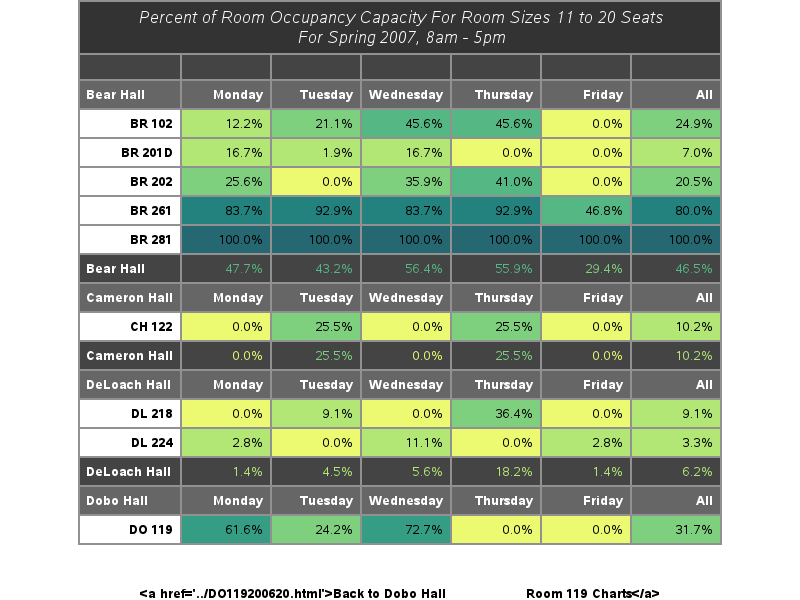 Percent of Room Occupancy Capacity For Room Sizes 11 to 20 Seats
For Spring 2007, 8am - 5pm
Bear Hall Monday Tuesday Wednesday Thursday Friday All
BR 102 12.2% 21.1% 45.6% 45.6% 0.0% 24.9%
BR 201D 16.7% 1.9% 16.7% 0.0% 0.0% 7.0%
BR 202 25.6% 0.0% 35.9% 41.0% 0.0% 20.5%
BR 261 83.7% 92.9% 83.7% 92.9% 46.8% 80.0%
BR 281 100.0% 100.0% 100.0% 100.0% 100.0% 100.0%
Bear Hall 47.7% 43.2% 56.4% 55.9% 29.4% 46.5%
Cameron Hall Monday Tuesday Wednesday Thursday Friday All
CH 122 0.0% 25.5% 0.0% 25.5% 0.0% 10.2%
Cameron Hall 0.0% 25.5% 0.0% 25.5% 0.0% 10.2%
DeLoach Hall Monday Tuesday Wednesday Thursday Friday All
DL 218 0.0% 9.1% 0.0% 36.4% 0.0% 9.1%
DL 224 2.8% 0.0% 11.1% 0.0% 2.8% 3.3%
DeLoach Hall 1.4% 4.5% 5.6% 18.2% 1.4% 6.2%
Dobo Hall Monday Tuesday Wednesday Thursday Friday All
DO 119 61.6% 24.2% 72.7% 0.0% 0.0% 31.7%
<a href='../DO119200620.html'>Back to Dobo Hall Room 119 Charts</a>